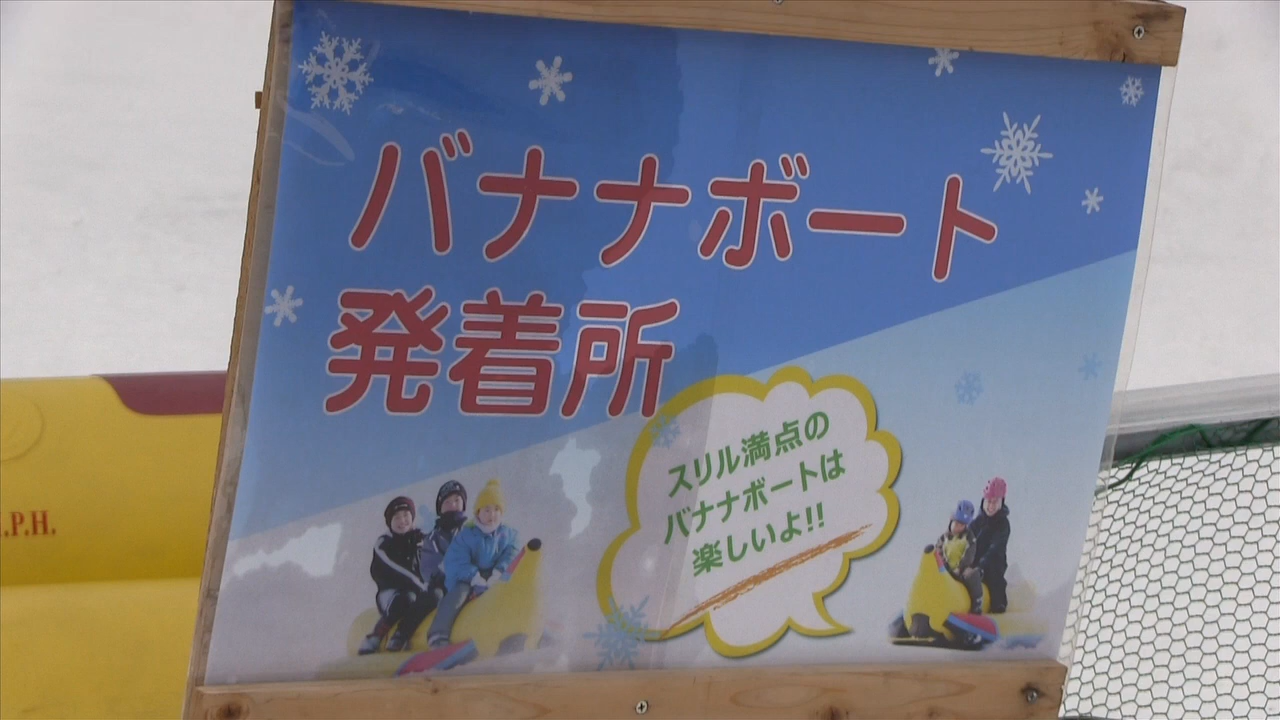 バナナボート
発着所
スリル満点の
バナナボートは
楽しいよ!!
.P.H.